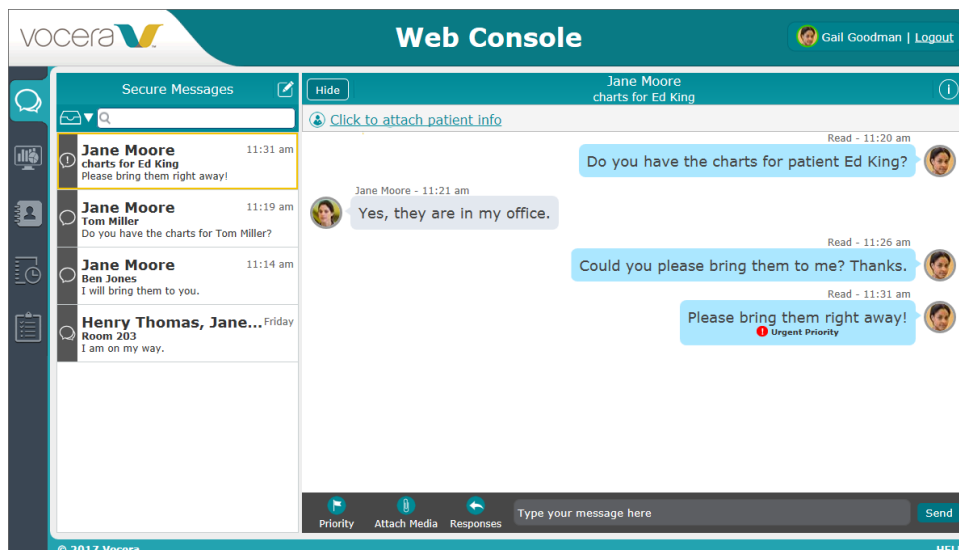 vocera
Web Console
Gail Goodman | Logout
Secure Messages
Hide
Jane Moore
charts for Ed King
Click to attach patient info
Jane Moore 11:31 am
charts for Ed King
Please bring them right away!
Jane Moore 11:19 am
Tom Miller
Do you have the charts for Tom Miller?
Jane Moore 11:14 am
Ben Jones
I will bring them to you.
Henry Thomas, Jane... Friday
Room 203
I am on my way.
Read - 11:20 am
Do you have the charts for patient Ed King?
Jane Moore - 11:21 am
Yes, they are in my office.
Read - 11:26 am
Could you please bring them to me? Thanks.
Read - 11:31 am
Please bring them right away!
Urgent Priority
Priority
Attach Media
Responses
Type your message here
Send
© 2017 Vocera